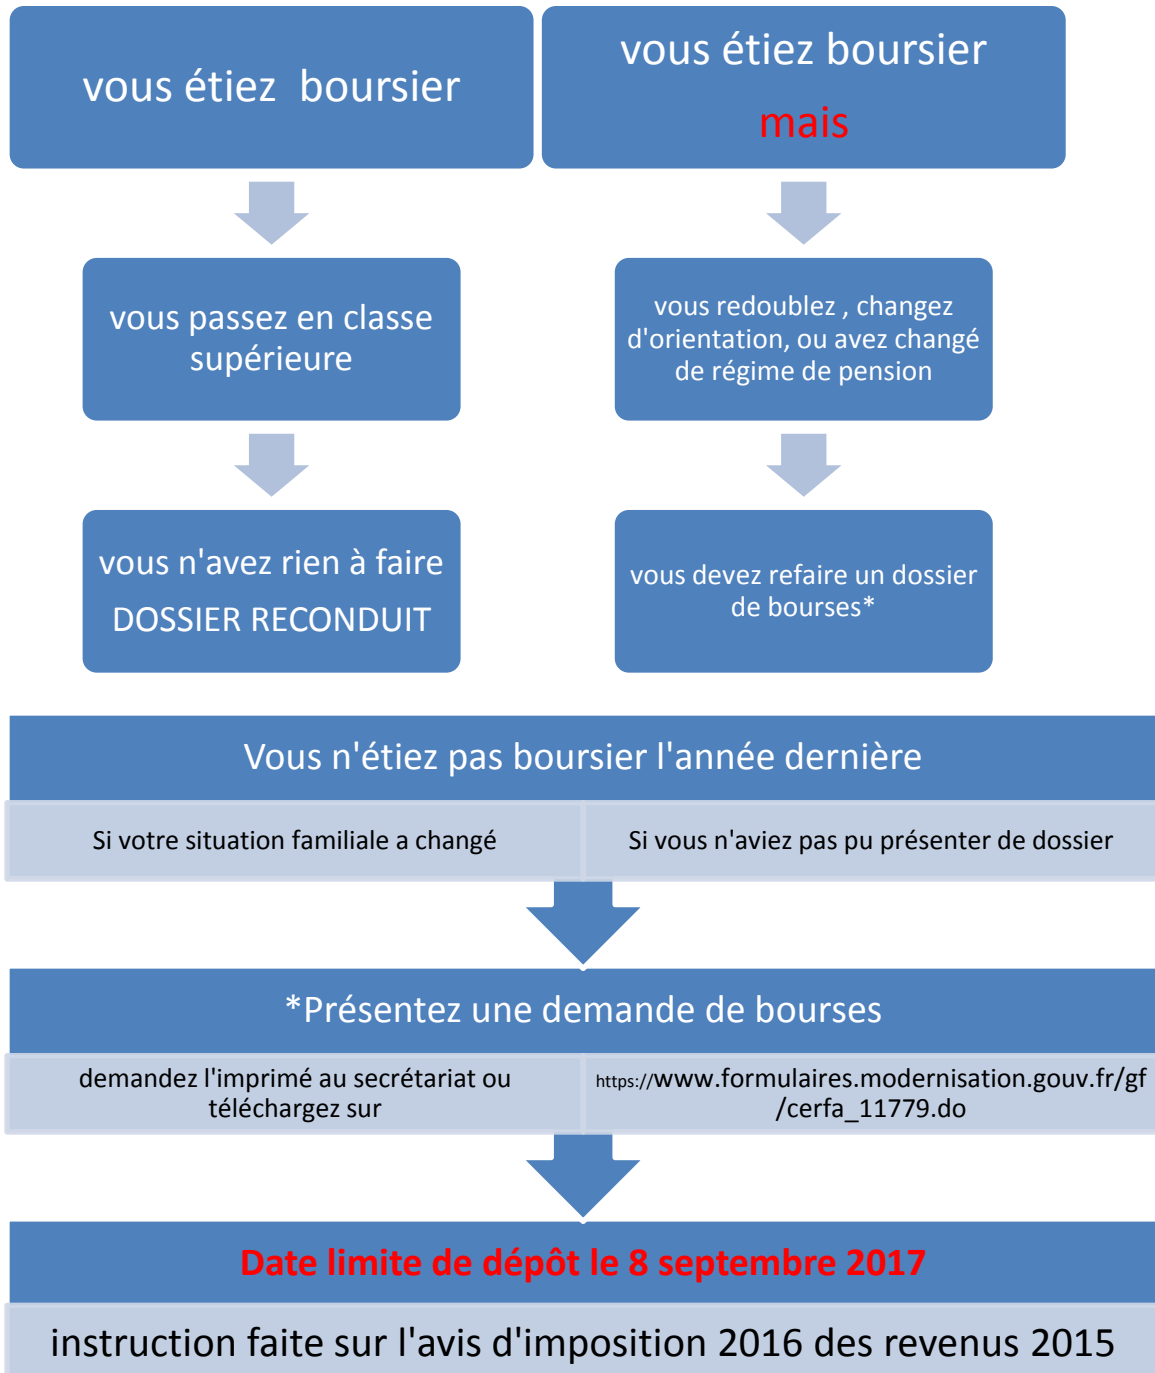 vous étiez boursier
vous passez en classe
supérieure
vous n'avez rien à faire
DOSSIER RECONDUIT
vous étiez boursier
mais
vous redoublez , changez
d'orientation, ou avez changé
de régime de pension
vous devez refaire un dossier
de bourses*
Vous n'étiez pas boursier l'année dernière
Si votre situation familiale a changé
Si vous n'aviez pas pu présenter de dossier
*Présentez une demande de bourses
demandez l'imprimé au secrétariat ou
téléchargez sur
https://www.formulaires.modernisation.gouv.fr/gf
/cerfa_11779.do
Date limite de dépôt le 8 septembre 2017
instruction faite sur l'avis d'imposition 2016 des revenus 2015